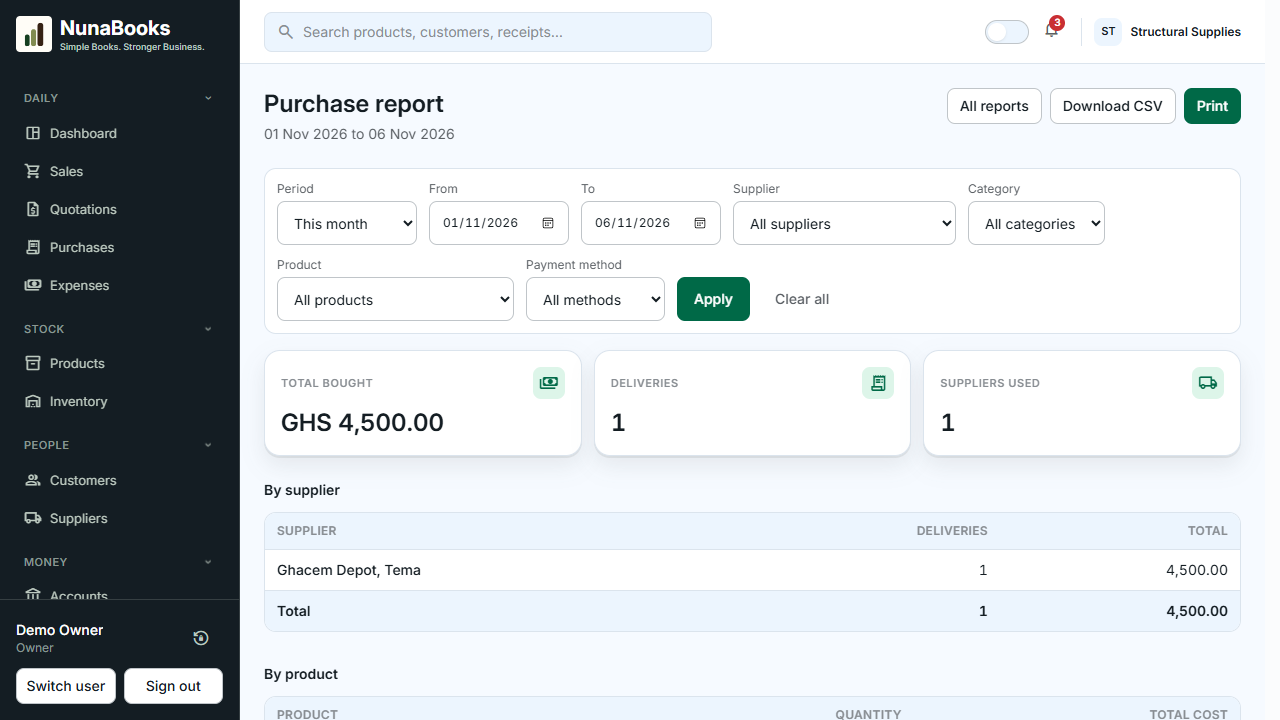 NunaBooks
Simple Books. Stronger Business.
DAILY
Dashboard
Sales
Quotations
Purchases
Expenses
STOCK
Products
Inventory
PEOPLE
Customers
Suppliers
MONEY
Accounts
Demo Owner
Owner
Switch user
Sign out
Search products, customers, receipts...
3
ST
Structural Supplies
Purchase report
01 Nov 2026 to 06 Nov 2026
All reports
Download CSV
Print
Period
From
To
Supplier
Category
This month
01/11/2026
06/11/2026
All suppliers
All categories
Product
Payment method
All products
All methods
Apply
Clear all
TOTAL BOUGHT
GHS 4,500.00
DELIVERIES
1
SUPPLIERS USED
1
By supplier
SUPPLIER DELIVERIES TOTAL
Ghacem Depot, Tema 1 4,500.00
Total 1 4,500.00
By product
PRODUCT QUANTITY TOTAL COST